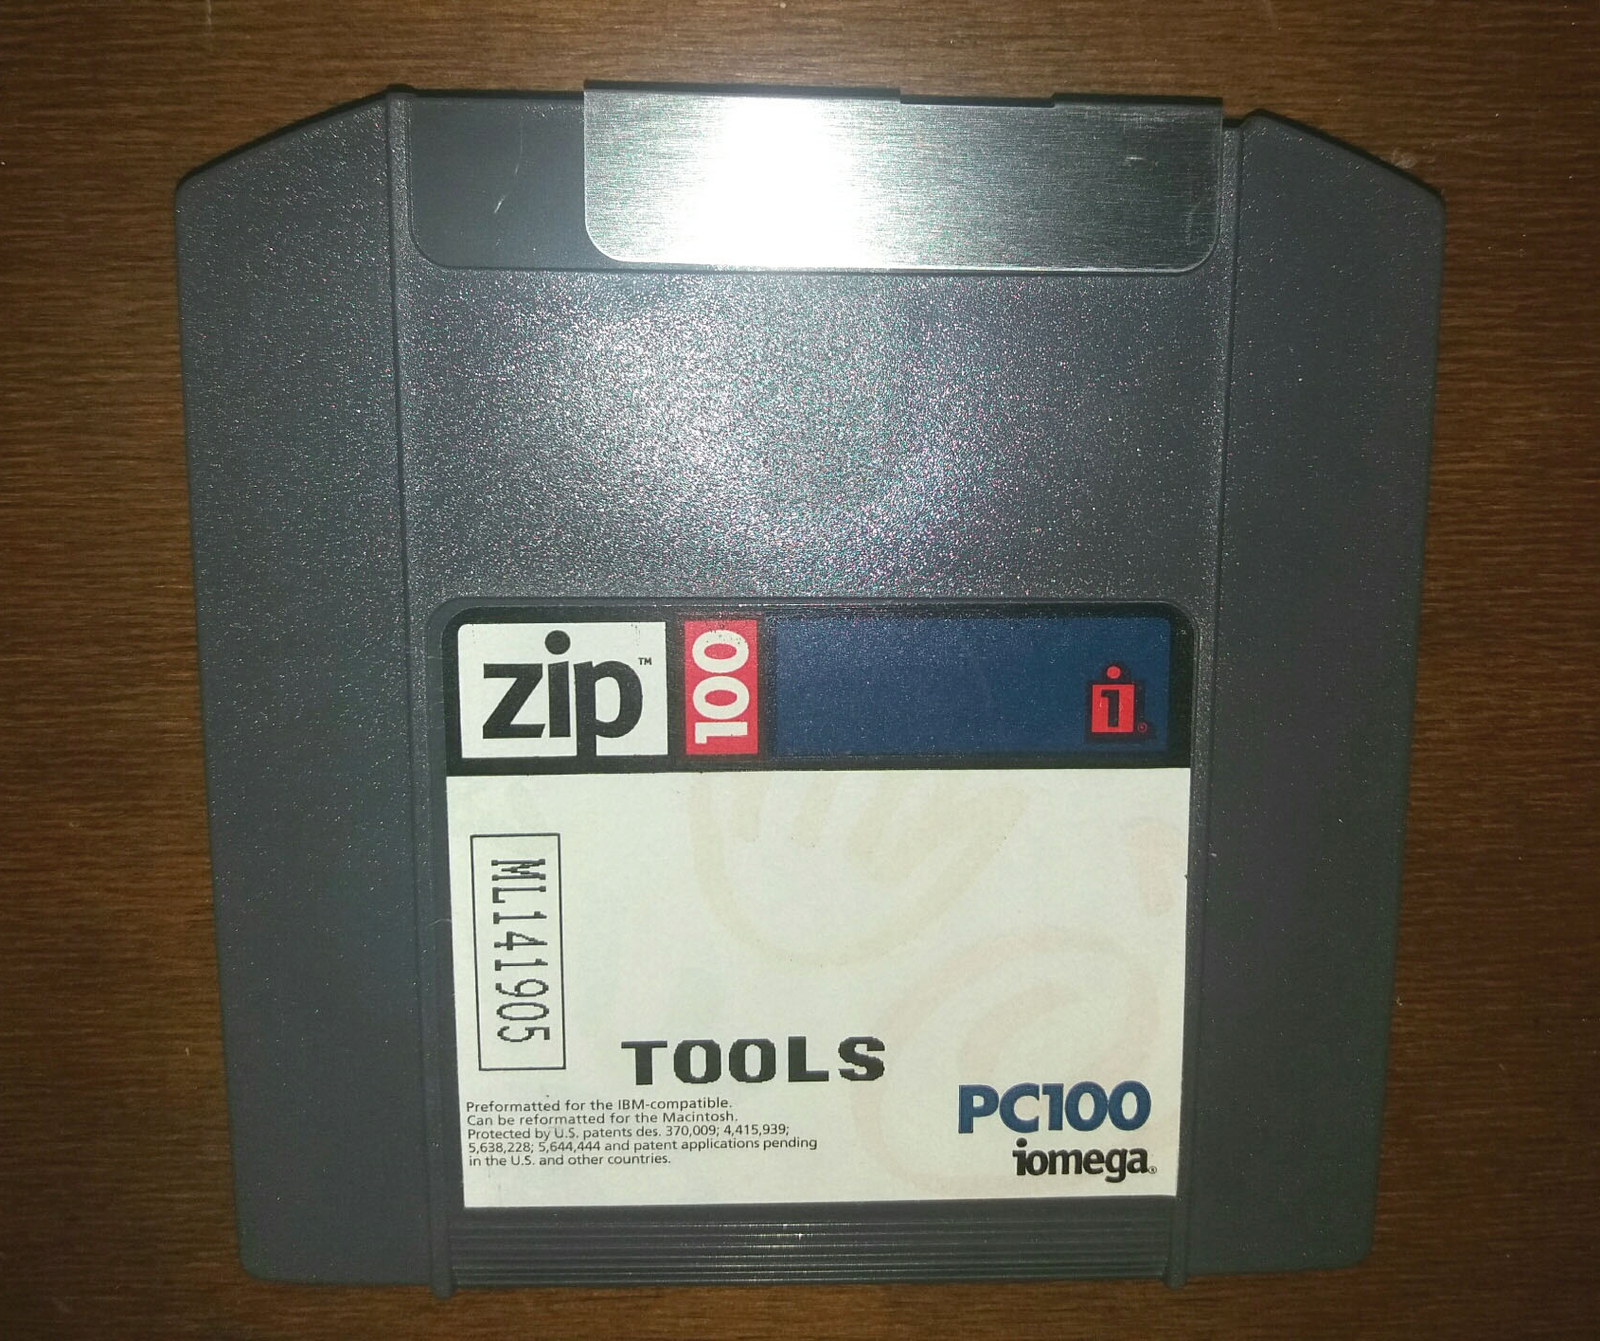 zip™
100
i®
ML141905
TOOLS
Preformatted for the IBM-compatible.
Can be reformatted for the Macintosh.
Protected by U.S. patents des. 370,009; 4,415,939;
5,638,228; 5,644,444 and patent applications pending
in the U.S. and other countries.
PC100
iomega®